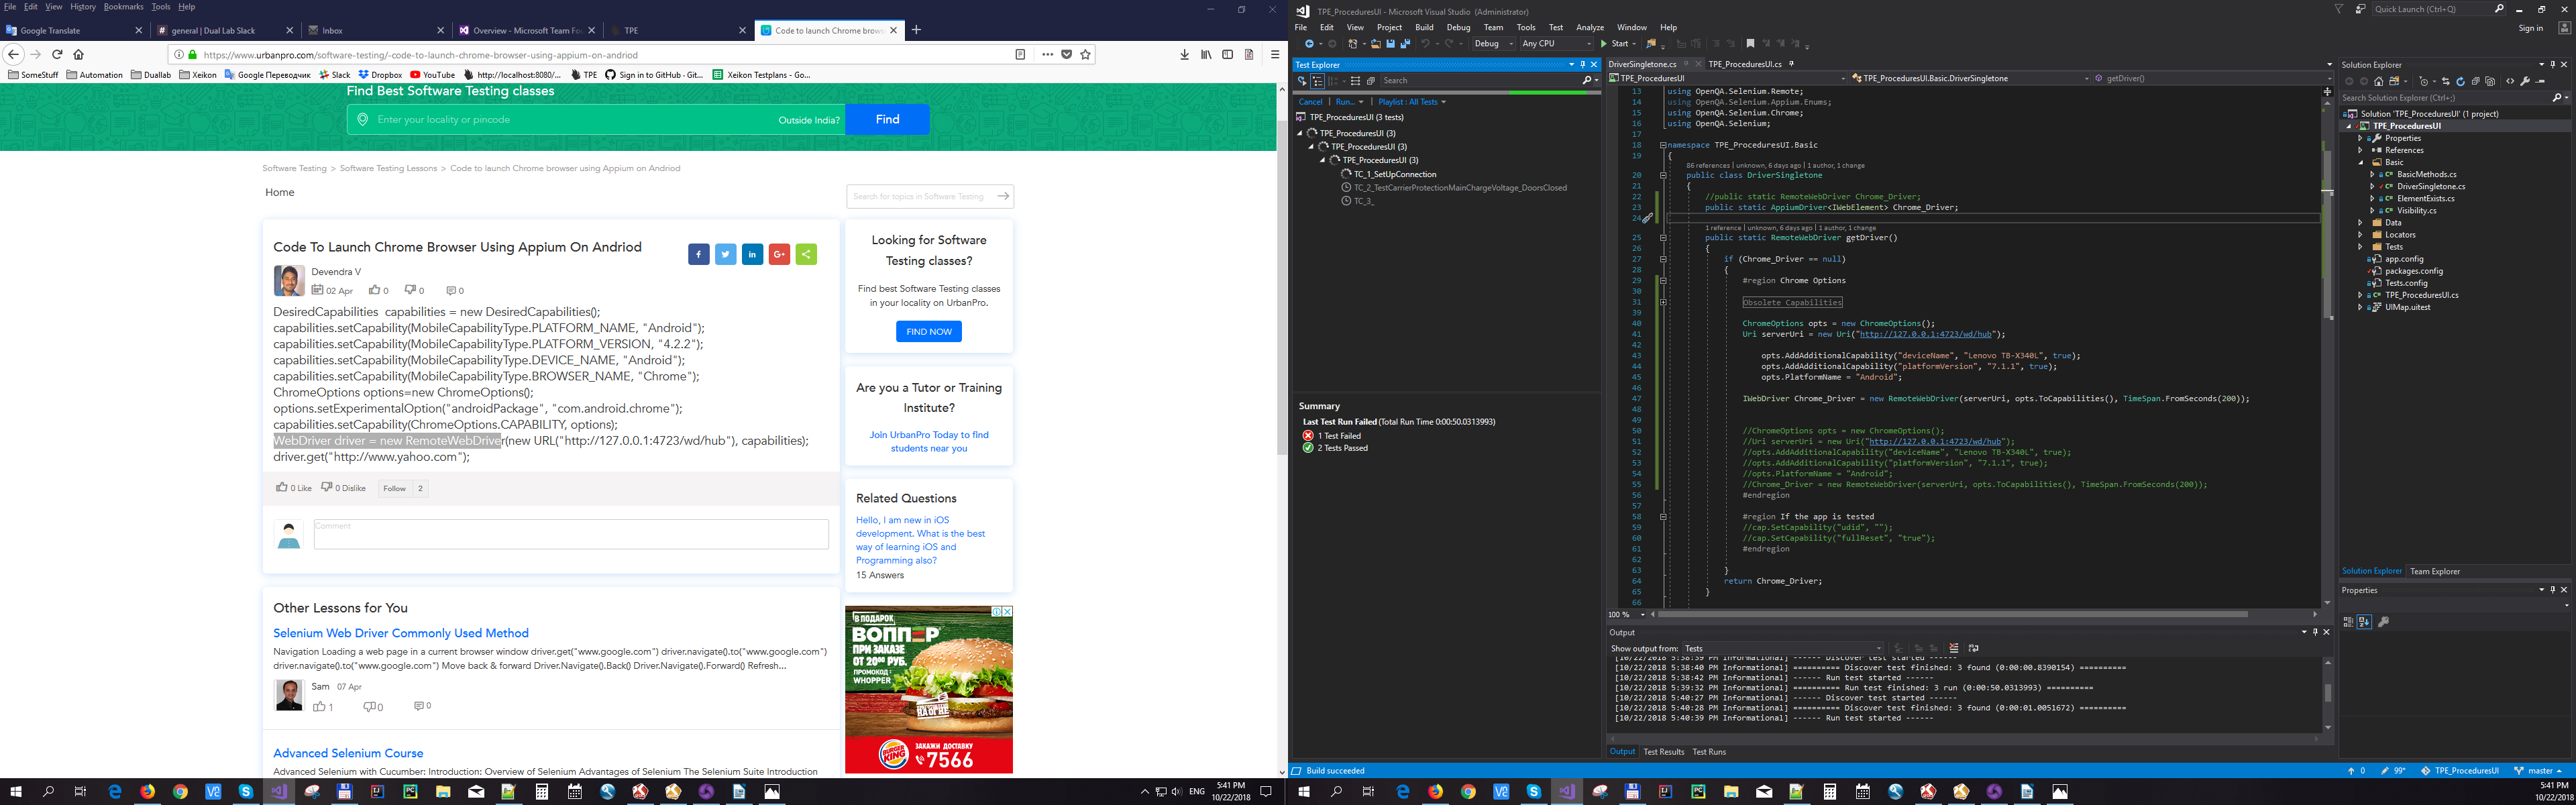 File Edit View History Bookmarks Tools Help
Google Translate
general | Dual Lab Slack
Inbox
Overview - Microsoft Team Fo
TPE
Code to launch Chrome brows
https://www.urbanpro.com/software-testing/-code-to-launch-chrome-browser-using-appium-on-andriod
SomeStuff Automation Duallab Xeikon Google Переводчик Slack Dropbox YouTube http://localhost:8080/... TPE Sign in to GitHub · Git... Xeikon Testplans - Go...
Find Best Software Testing classes
Enter your locality or pincode
Outside India?
Find
Software Testing > Software Testing Lessons > Code to launch Chrome browser using Appium on Andriod
Home
Search for topics in Software Testing
Code To Launch Chrome Browser Using Appium On Andriod
Devendra V
02 Apr 0 0 0
DesiredCapabilities capabilities = new DesiredCapabilities();
capabilities.setCapability(MobileCapabilityType.PLATFORM_NAME, "Android");
capabilities.setCapability(MobileCapabilityType.PLATFORM_VERSION, "4.2.2");
capabilities.setCapability(MobileCapabilityType.DEVICE_NAME, "Android");
capabilities.setCapability(MobileCapabilityType.BROWSER_NAME, "Chrome");
ChromeOptions options=new ChromeOptions();
options.setExperimentalOption("androidPackage", "com.android.chrome");
capabilities.setCapability(ChromeOptions.CAPABILITY, options);
WebDriver driver = new RemoteWebDriver(new URL("http://127.0.0.1:4723/wd/hub"), capabilities);
driver.get("http://www.yahoo.com");
0 Like 0 Dislike Follow 2
Comment
Other Lessons for You
Selenium Web Driver Commonly Used Method
Navigation Loading a web page in a current browser window driver.get("www.google.com") driver.navigate().to("www.google.com")
driver.navigate().to("www.google.com") Move back & forward Driver.Navigate().Back() Driver.Navigate().Forward() Refresh...
Sam 07 Apr
1 0 0
Advanced Selenium Course
Advanced Selenium with Cucumber: Introduction: Overview of Selenium Advantages of Selenium The Selenium Suite Introduction
Looking for Software
Testing classes?
Find best Software Testing classes
in your locality on UrbanPro.
FIND NOW
Are you a Tutor or Training
Institute?
Join UrbanPro Today to find
students near you
Related Questions
Hello, I am new in iOS
development. What is the best
way of learning iOS and
Programming also?
15 Answers
В ПОДАРОК
ВОППЕР
ПРИ ЗАКАЗЕ
ОТ 2000 РУБ.
ПРОМОКОД:
WHOPPER
BURGER KING
ЗАКАЖИ ДОСТАВКУ
7566
5:41 PM
ENG
10/22/2018
TPE_ProceduresUI - Microsoft Visual Studio (Administrator)
Quick Launch (Ctrl+Q)
File Edit View Project Build Debug Team Tools Test Analyze Window Help
Sign in
Debug Any CPU Start
Test Explorer
Search
Cancel | Run... | Playlist : All Tests
TPE_ProceduresUI (3 tests)
TPE_ProceduresUI (3)
TPE_ProceduresUI (3)
TPE_ProceduresUI (3)
TC_1_SetUpConnection
TC_2_TestCarrierProtectionMainChargeVoltage_DoorsClosed
TC_3_
Summary
Last Test Run Failed (Total Run Time 0:00:50.0313993)
1 Test Failed
2 Tests Passed
DriverSingletone.cs
TPE_ProceduresUI.cs
TPE_ProceduresUI
TPE_ProceduresUI.Basic.DriverSingletone
getDriver()
13 using OpenQA.Selenium.Remote;
14 using OpenQA.Selenium.Appium.Enums;
15 using OpenQA.Selenium.Chrome;
16 using OpenQA.Selenium;
17
18 namespace TPE_ProceduresUI.Basic
19 {
86 references | unknown, 6 days ago | 1 author, 1 change
20 public class DriverSingletone
21 {
22 //public static RemoteWebDriver Chrome_Driver;
23 public static AppiumDriver<IWebElement> Chrome_Driver;
24
1 reference | unknown, 6 days ago | 1 author, 1 change
25 public static RemoteWebDriver getDriver()
26 {
27 if (Chrome_Driver == null)
28 {
29 #region Chrome Options
30
31 Obsolete Capabilities
39
40 ChromeOptions opts = new ChromeOptions();
41 Uri serverUri = new Uri("http://127.0.0.1:4723/wd/hub");
42
43 opts.AddAdditionalCapability("deviceName", "Lenovo TB-X340L", true);
44 opts.AddAdditionalCapability("platformVersion", "7.1.1", true);
45 opts.PlatformName = "Android";
46
47 IWebDriver Chrome_Driver = new RemoteWebDriver(serverUri, opts.ToCapabilities(), TimeSpan.FromSeconds(200));
48
49
50 //ChromeOptions opts = new ChromeOptions();
51 //Uri serverUri = new Uri("http://127.0.0.1:4723/wd/hub");
52 //opts.AddAdditionalCapability("deviceName", "Lenovo TB-X340L", true);
53 //opts.AddAdditionalCapability("platformVersion", "7.1.1", true);
54 //opts.PlatformName = "Android";
55 //Chrome_Driver = new RemoteWebDriver(serverUri, opts.ToCapabilities(), TimeSpan.FromSeconds(200));
56 #endregion
57
58 #region If the app is tested
59 //cap.SetCapability("udid", "");
60 //cap.SetCapability("fullReset", "true");
61 #endregion
62
63 }
64 return Chrome_Driver;
65 }
66
100 %
Output
Show output from: Tests
[10/22/2018 5:38:39 PM Informational] ------ Discover test started ------
[10/22/2018 5:38:40 PM Informational] ========== Discover test finished: 3 found (0:00:00.8390154) ==========
[10/22/2018 5:38:42 PM Informational] ------ Run test started ------
[10/22/2018 5:39:32 PM Informational] ========== Run test finished: 3 run (0:00:50.0313993) ==========
[10/22/2018 5:40:27 PM Informational] ------ Discover test started ------
[10/22/2018 5:40:28 PM Informational] ========== Discover test finished: 3 found (0:00:01.0051672) ==========
[10/22/2018 5:40:39 PM Informational] ------ Run test started ------
Output Test Results Test Runs
Solution Explorer
Search Solution Explorer (Ctrl+;)
Solution 'TPE_ProceduresUI' (1 project)
TPE_ProceduresUI
Properties
References
Basic
BasicMethods.cs
DriverSingletone.cs
ElementExists.cs
Visibility.cs
Data
Locators
Tests
app.config
packages.config
Tests.config
TPE_ProceduresUI.cs
UIMap.uitest
Solution Explorer Team Explorer
Properties
Build succeeded
0 99* TPE_ProceduresUI master
5:41 PM
10/22/2018